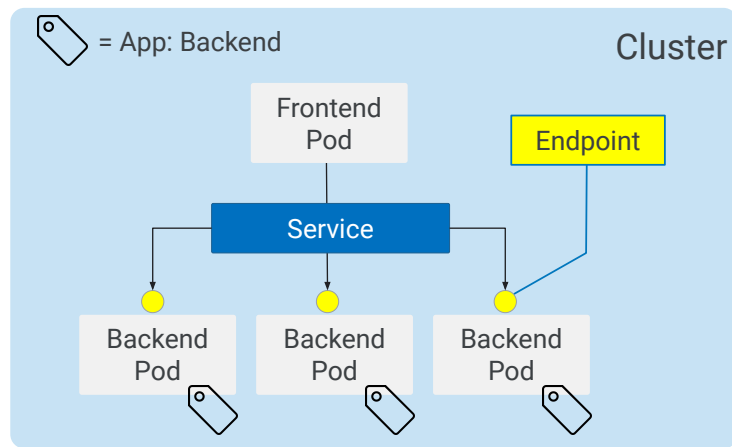 = App: Backend
Cluster
Frontend
Pod
Endpoint
Service
Backend
Pod
Backend
Pod
Backend
Pod